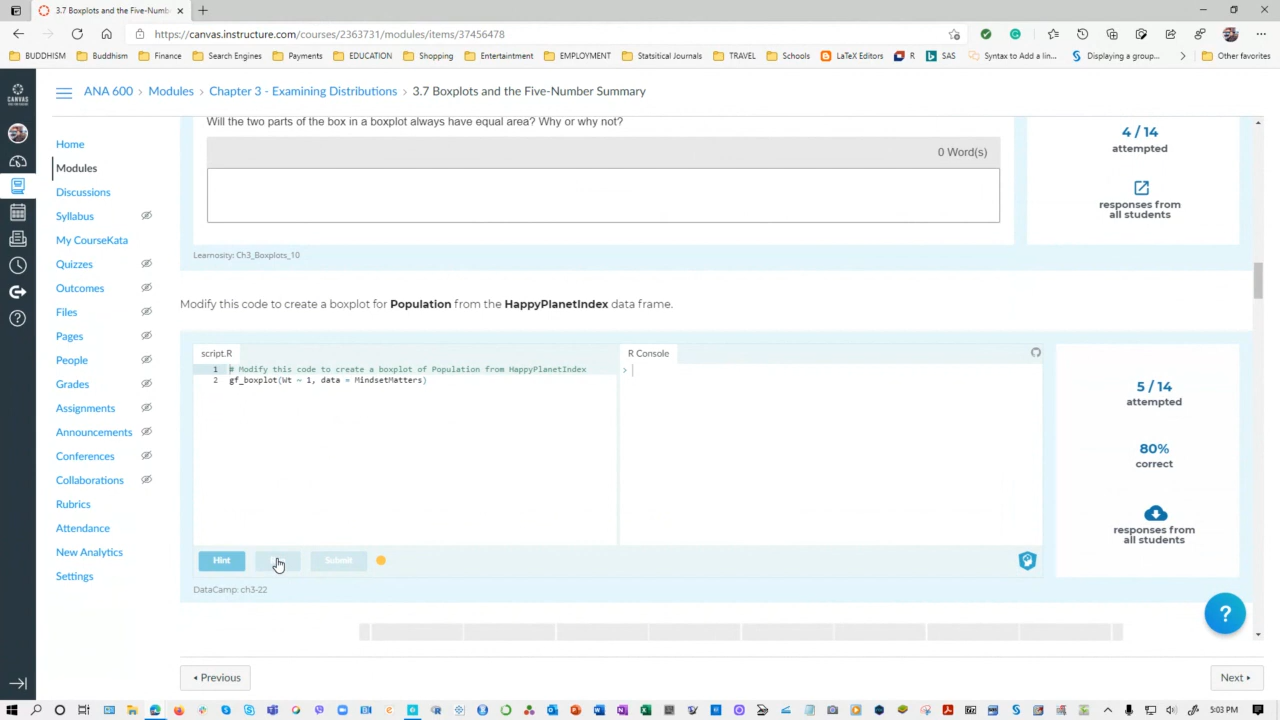 3.7 Boxplots and the Five-Numb
https://canvas.instructure.com/courses/2363731/modules/items/37456478
BUDDHISM Buddhism Finance Search Engines Payments EDUCATION Shopping Entertainment EMPLOYMENT Statsitical Journals TRAVEL Schools LaTeX Editors R SAS Syntax to Add a lin... Displaying a group... Other favorites
CANVAS
ANA 600 › Modules › Chapter 3 - Examining Distributions › 3.7 Boxplots and the Five-Number Summary
Home
Modules
Discussions
Syllabus
My CourseKata
Quizzes
Outcomes
Files
Pages
People
Grades
Assignments
Announcements
Conferences
Collaborations
Rubrics
Attendance
New Analytics
Settings
Will the two parts of the box in a boxplot always have equal area? Why or why not?
0 Word(s)
4 / 14
attempted
responses from
all students
Learnosity: Ch3_Boxplots_10
Modify this code to create a boxplot for Population from the HappyPlanetIndex data frame.
script.R
R Console
1 # Modify this code to create a boxplot of Population from HappyPlanetIndex
2 gf_boxplot(Wt ~ 1, data = MindsetMatters)
>
5 / 14
attempted
80%
correct
responses from
all students
Hint
Submit
DataCamp: ch3-22
?
◂ Previous
Next ▸
5:03 PM